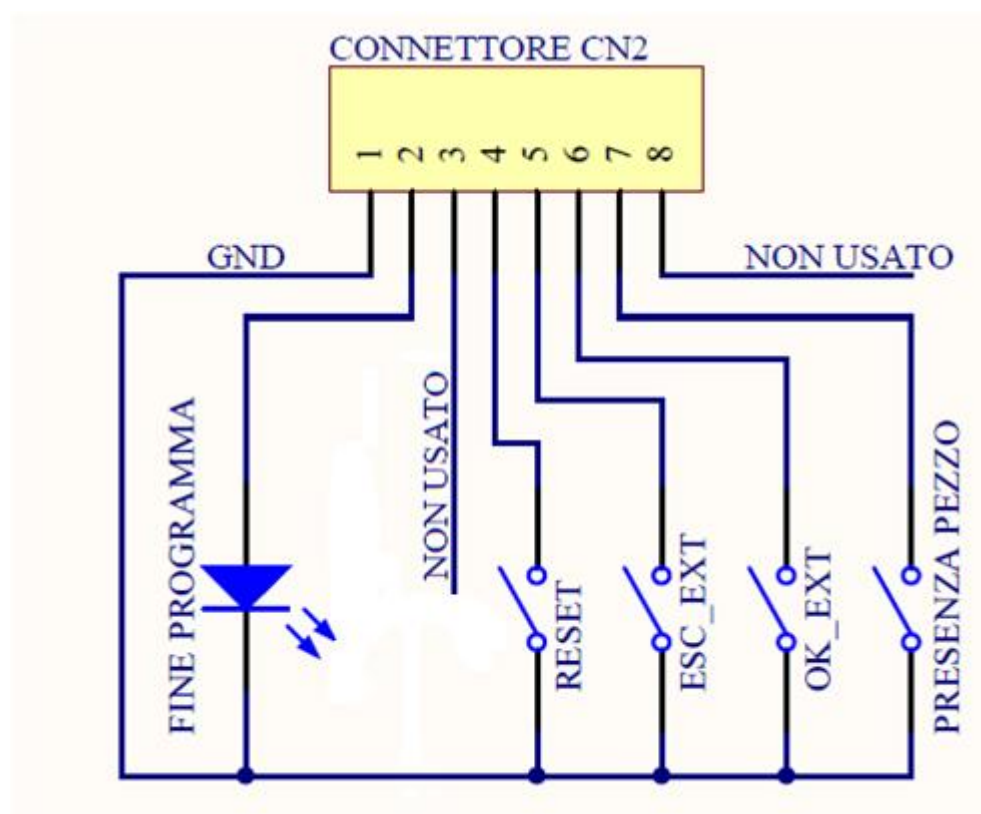 CONNETTORE CN2
1 2 3 4 5 6 7 8
GND
NON USATO
FINE PROGRAMMA
NON USATO
RESET
ESC_EXT
OK_EXT
PRESENZA PEZZO